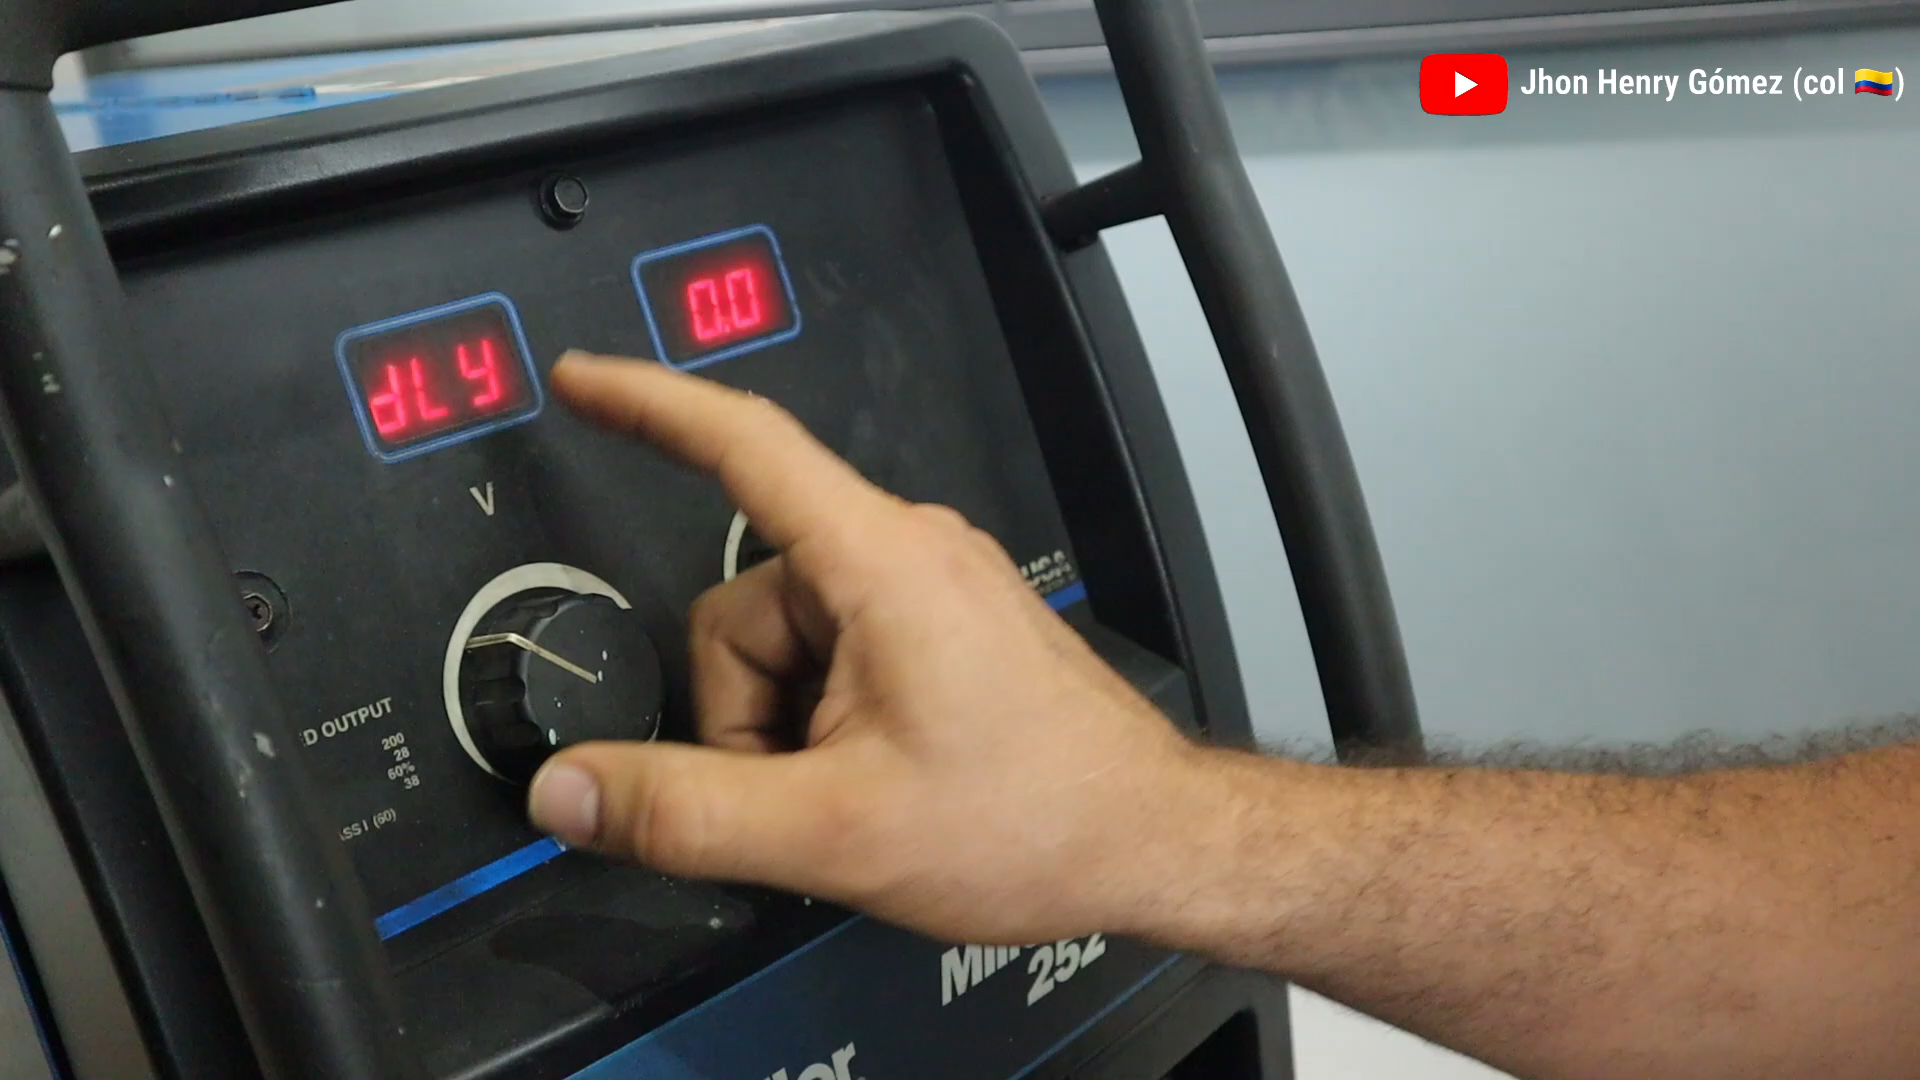 Jhon Henry Gómez (col 🇨🇴)
dLY
0.0
V
D OUTPUT
200
28
60%
38
SS I (60)
252